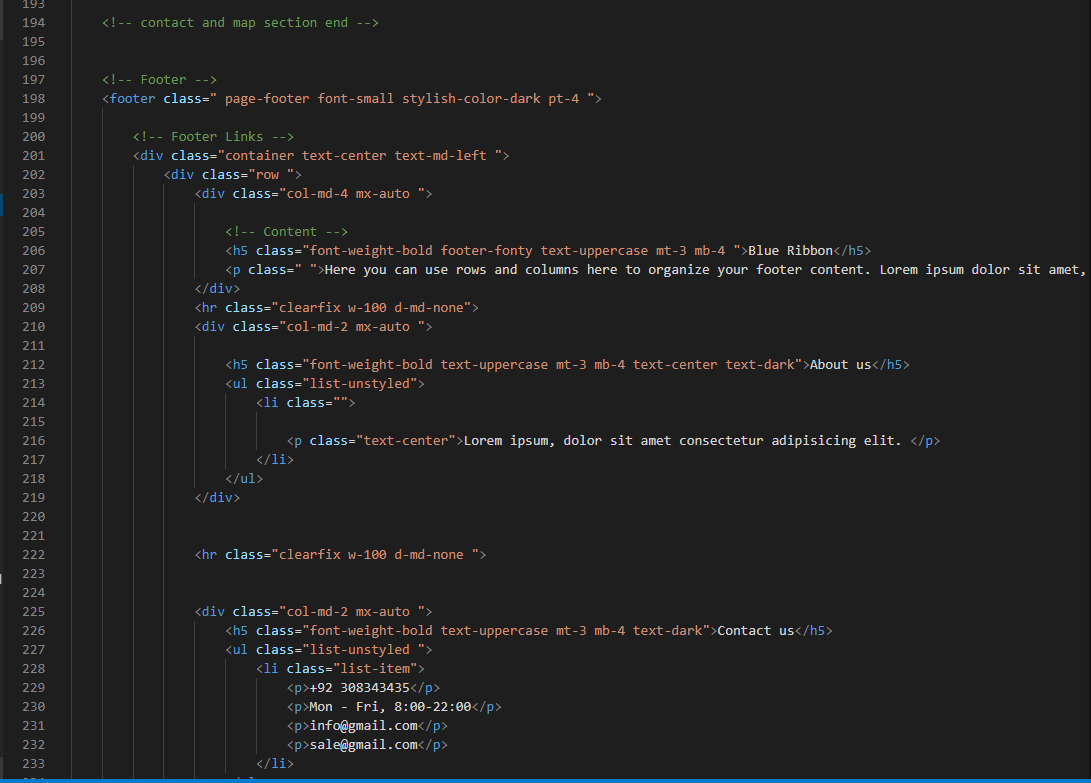 193
194 <!-- contact and map section end -->
195
196
197 <!-- Footer -->
198 <footer class=" page-footer font-small stylish-color-dark pt-4 ">
199
200 <!-- Footer Links -->
201 <div class="container text-center text-md-left ">
202 <div class="row ">
203 <div class="col-md-4 mx-auto ">
204
205 <!-- Content -->
206 <h5 class="font-weight-bold footer-fonty text-uppercase mt-3 mb-4 ">Blue Ribbon</h5>
207 <p class=" ">Here you can use rows and columns here to organize your footer content. Lorem ipsum dolor sit amet,
208 </div>
209 <hr class="clearfix w-100 d-md-none">
210 <div class="col-md-2 mx-auto ">
211
212 <h5 class="font-weight-bold text-uppercase mt-3 mb-4 text-center text-dark">About us</h5>
213 <ul class="list-unstyled">
214 <li class="">
215
216 <p class="text-center">Lorem ipsum, dolor sit amet consectetur adipisicing elit. </p>
217 </li>
218 </ul>
219 </div>
220
221
222 <hr class="clearfix w-100 d-md-none ">
223
224
225 <div class="col-md-2 mx-auto ">
226 <h5 class="font-weight-bold text-uppercase mt-3 mb-4 text-dark">Contact us</h5>
227 <ul class="list-unstyled ">
228 <li class="list-item">
229 <p>+92 308343435</p>
230 <p>Mon - Fri, 8:00-22:00</p>
231 <p>info@gmail.com</p>
232 <p>sale@gmail.com</p>
233 </li>